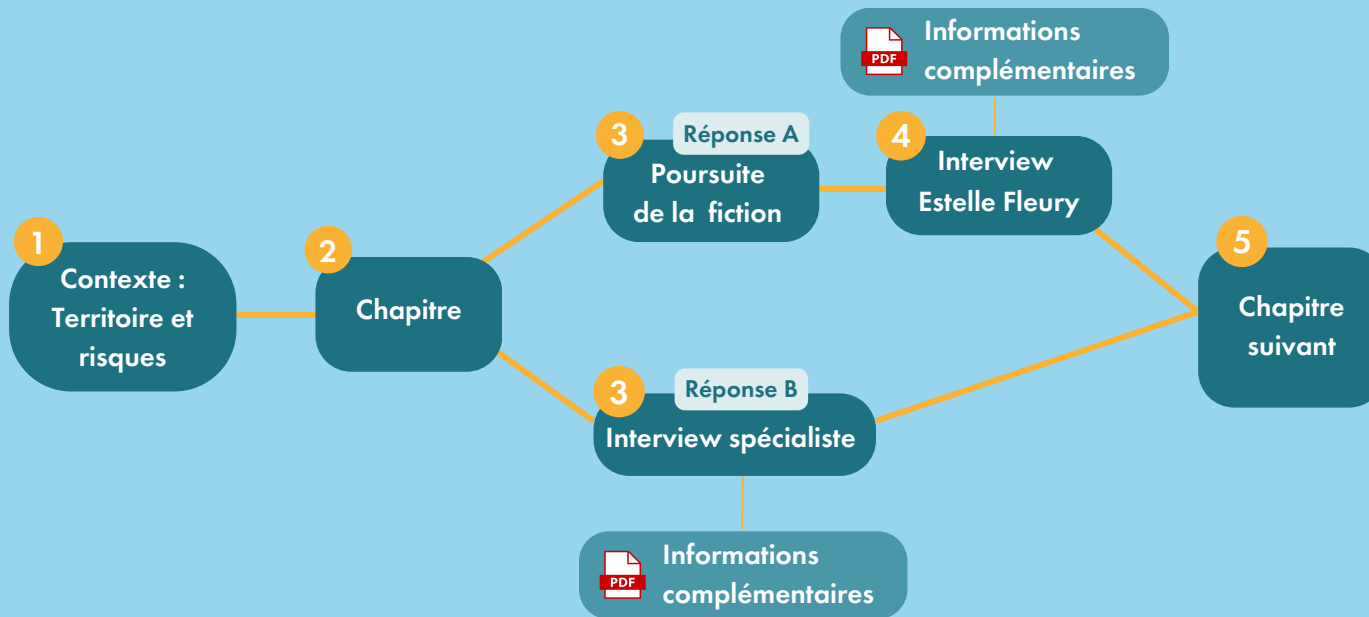 1
Contexte :
Territoire et
risques
2
Chapitre
3
Réponse A
Poursuite
de la fiction
4
Interview
Estelle Fleury
PDF
Informations
complémentaires
3
Réponse B
Interview spécialiste
PDF
Informations
complémentaires
5
Chapitre
suivant